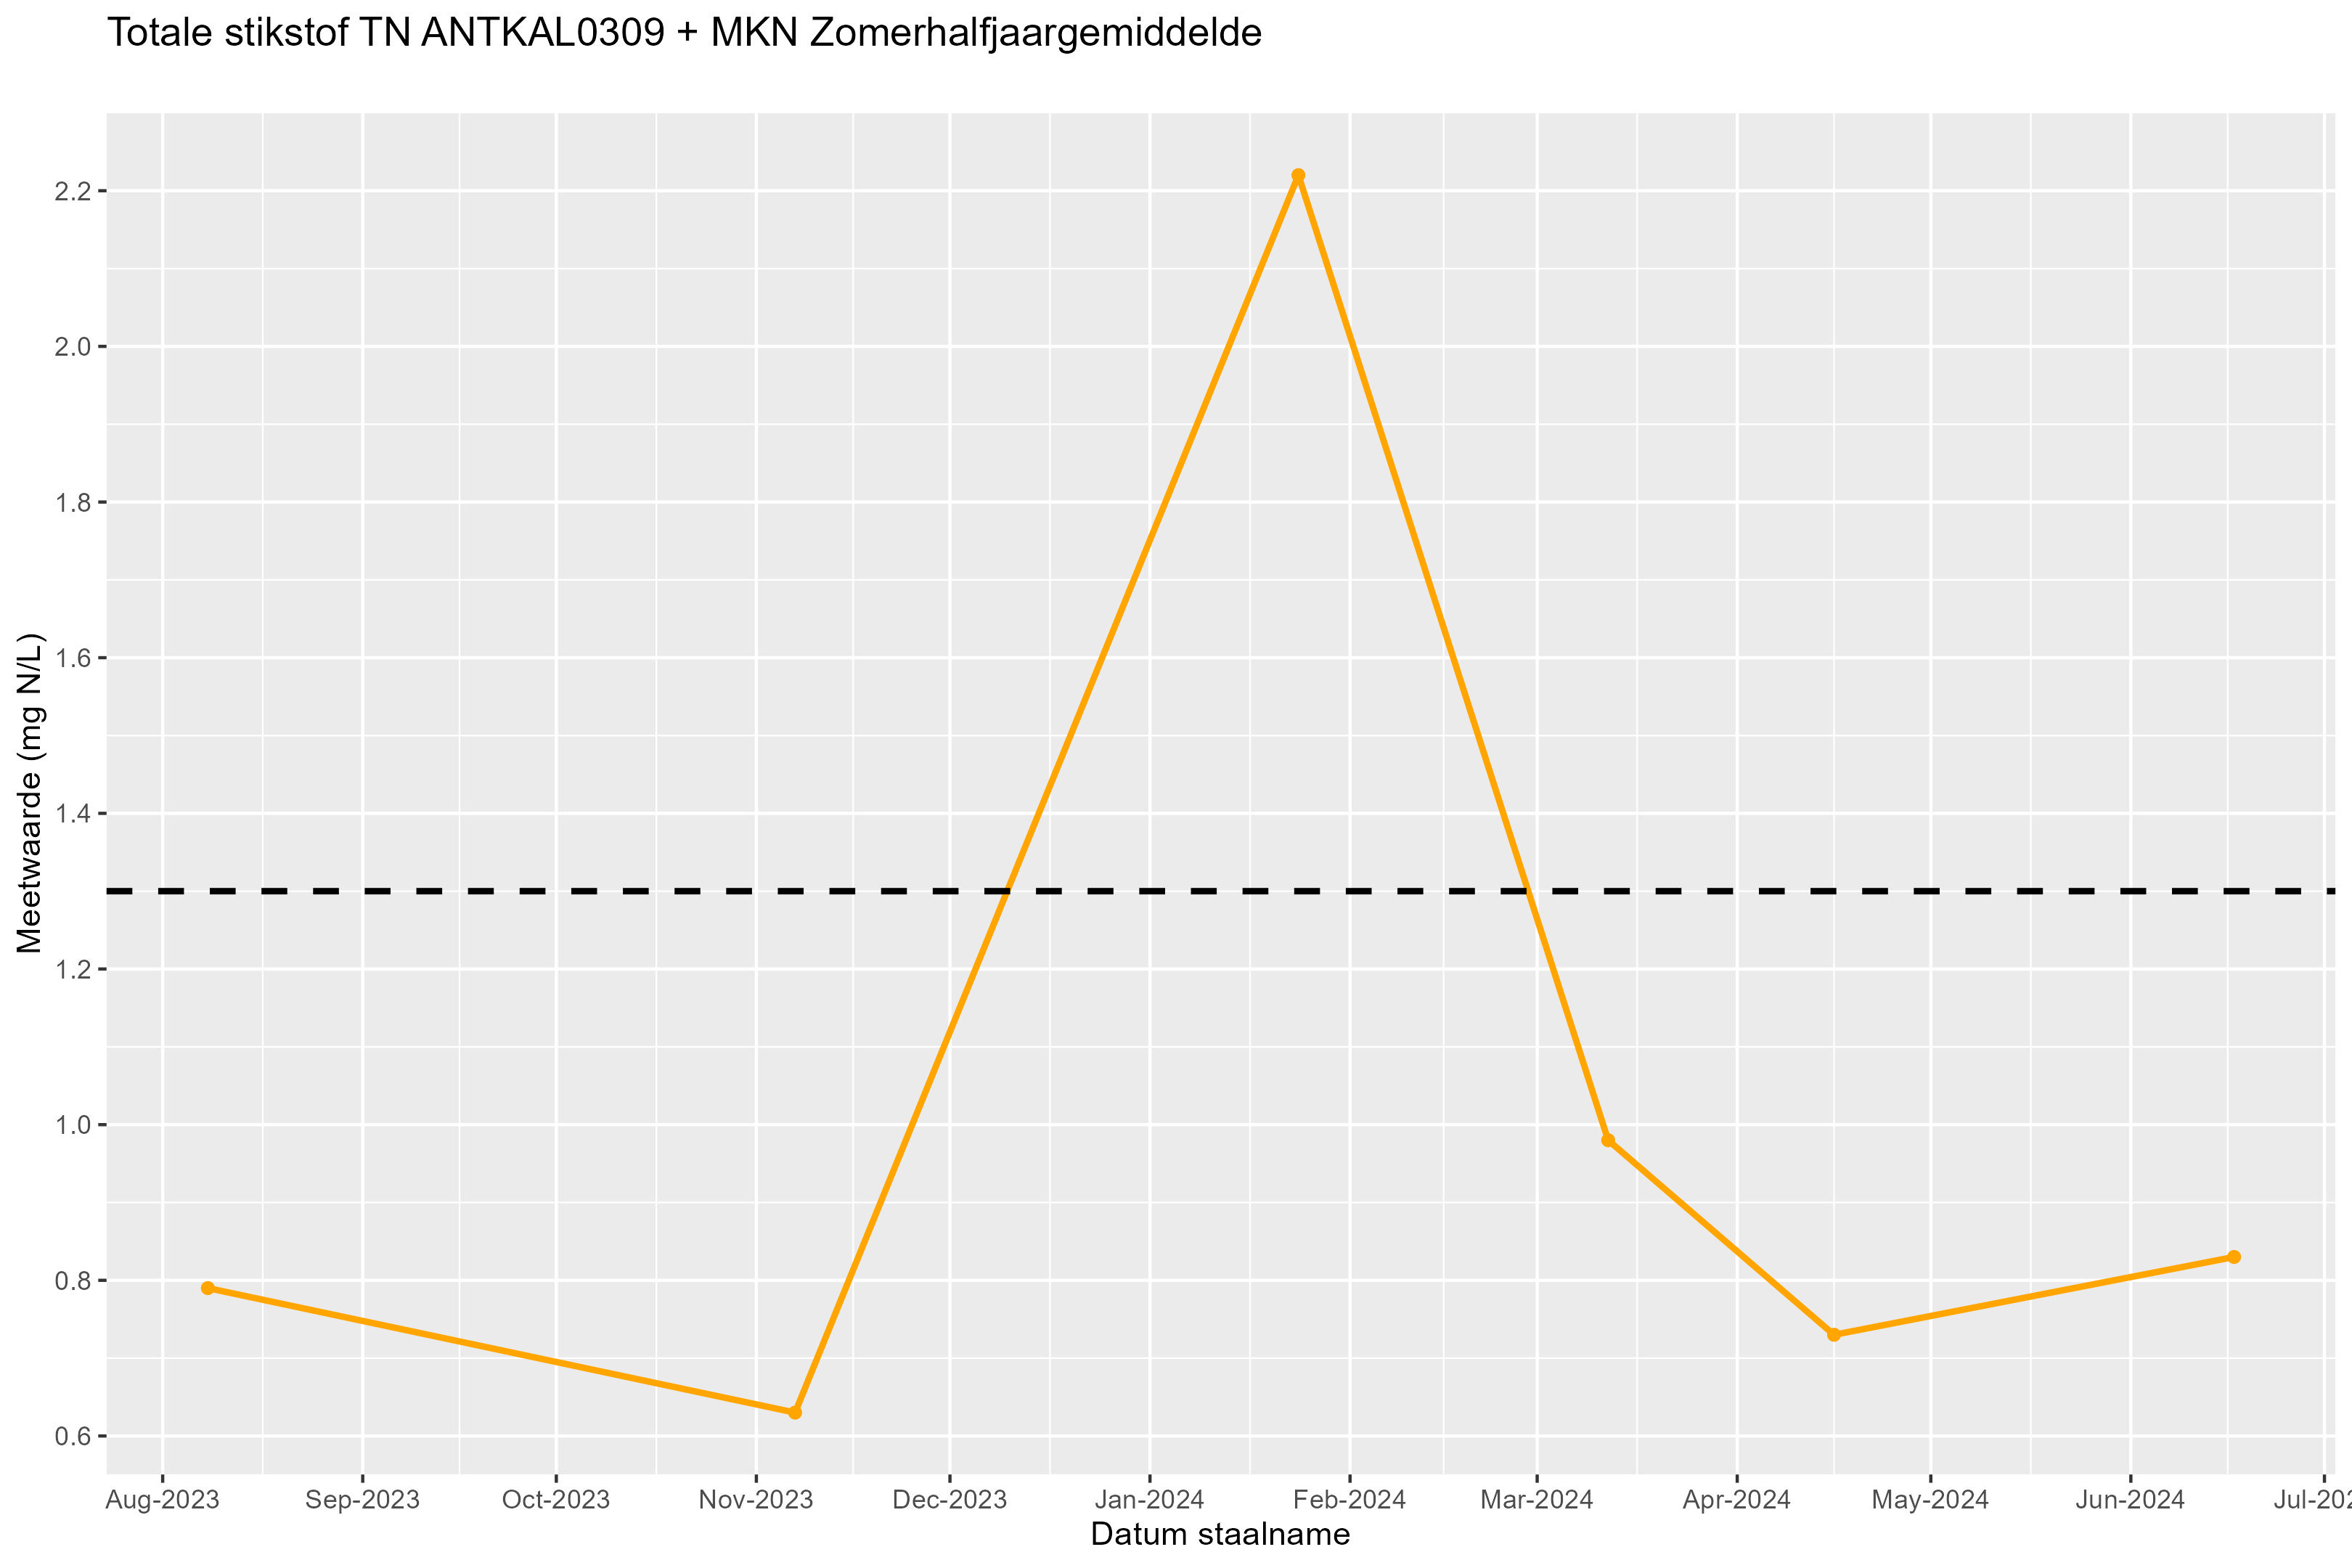 Totale stikstof TN ANTKAL0309 + MKN Zomerhalfjaargemiddelde
Meetwaarde (mg N/L)
2.2
2.0
1.8
1.6
1.4
1.2
1.0
0.8
0.6
Aug-2023 Sep-2023 Oct-2023 Nov-2023 Dec-2023 Jan-2024 Feb-2024 Mar-2024 Apr-2024 May-2024 Jun-2024 Jul-202
Datum staalname